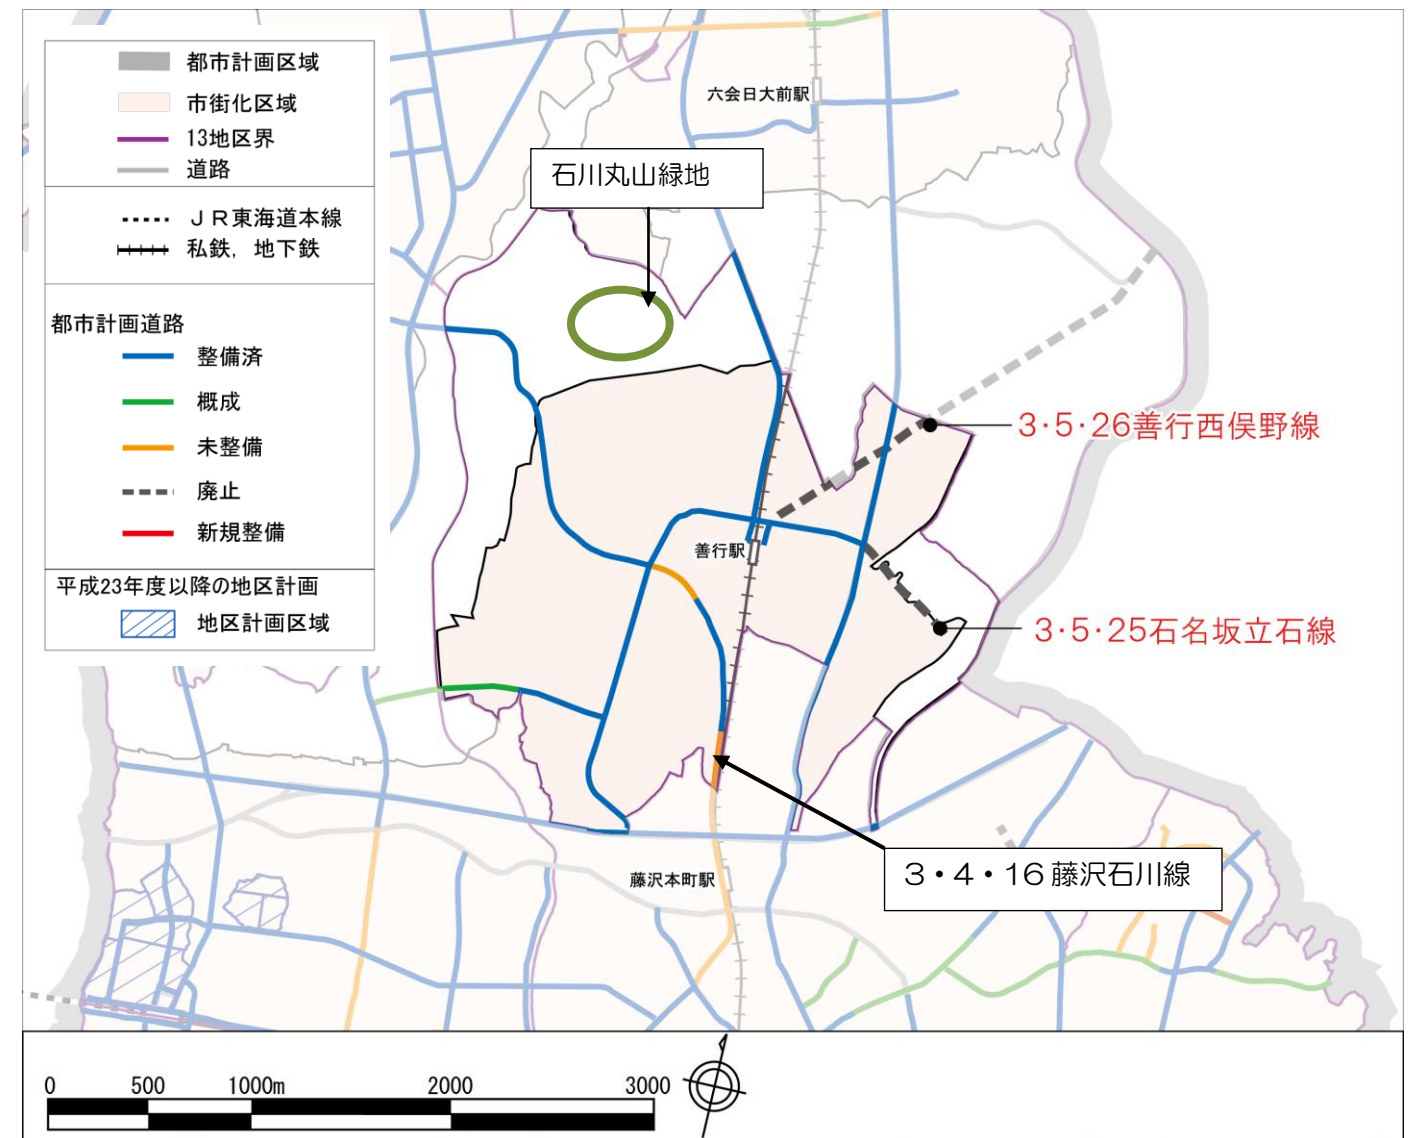 都市計画区域
市街化区域
13地区界
道路
ＪＲ東海道本線
私鉄，地下鉄
都市計画道路
整備済
概成
未整備
廃止
新規整備
平成23年度以降の地区計画
地区計画区域
六会日大前駅
石川丸山緑地
3･5･26善行西俣野線
善行駅
3･5･25石名坂立石線
３・４・16 藤沢石川線
藤沢本町駅
0 500 1000m 2000 3000